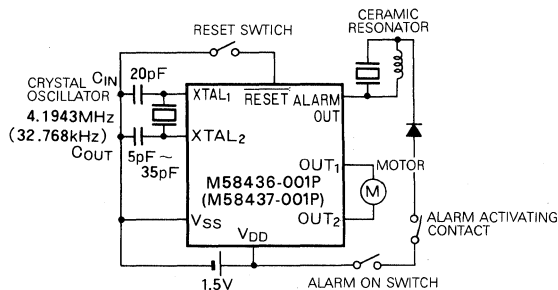 RESET SWTICH
CERAMIC
RESONATOR
CIN
20pF
CRYSTAL
OSCILLATOR
4.1943MHz
(32.768kHz)
COUT
5pF ~
35pF
XTAL1
RESET
ALARM
OUT
XTAL2
OUT1
MOTOR
M
M58436-001P
(M58437-001P)
OUT2
VSS
VDD
ALARM ACTIVATING
CONTACT
1.5V
ALARM ON SWITCH